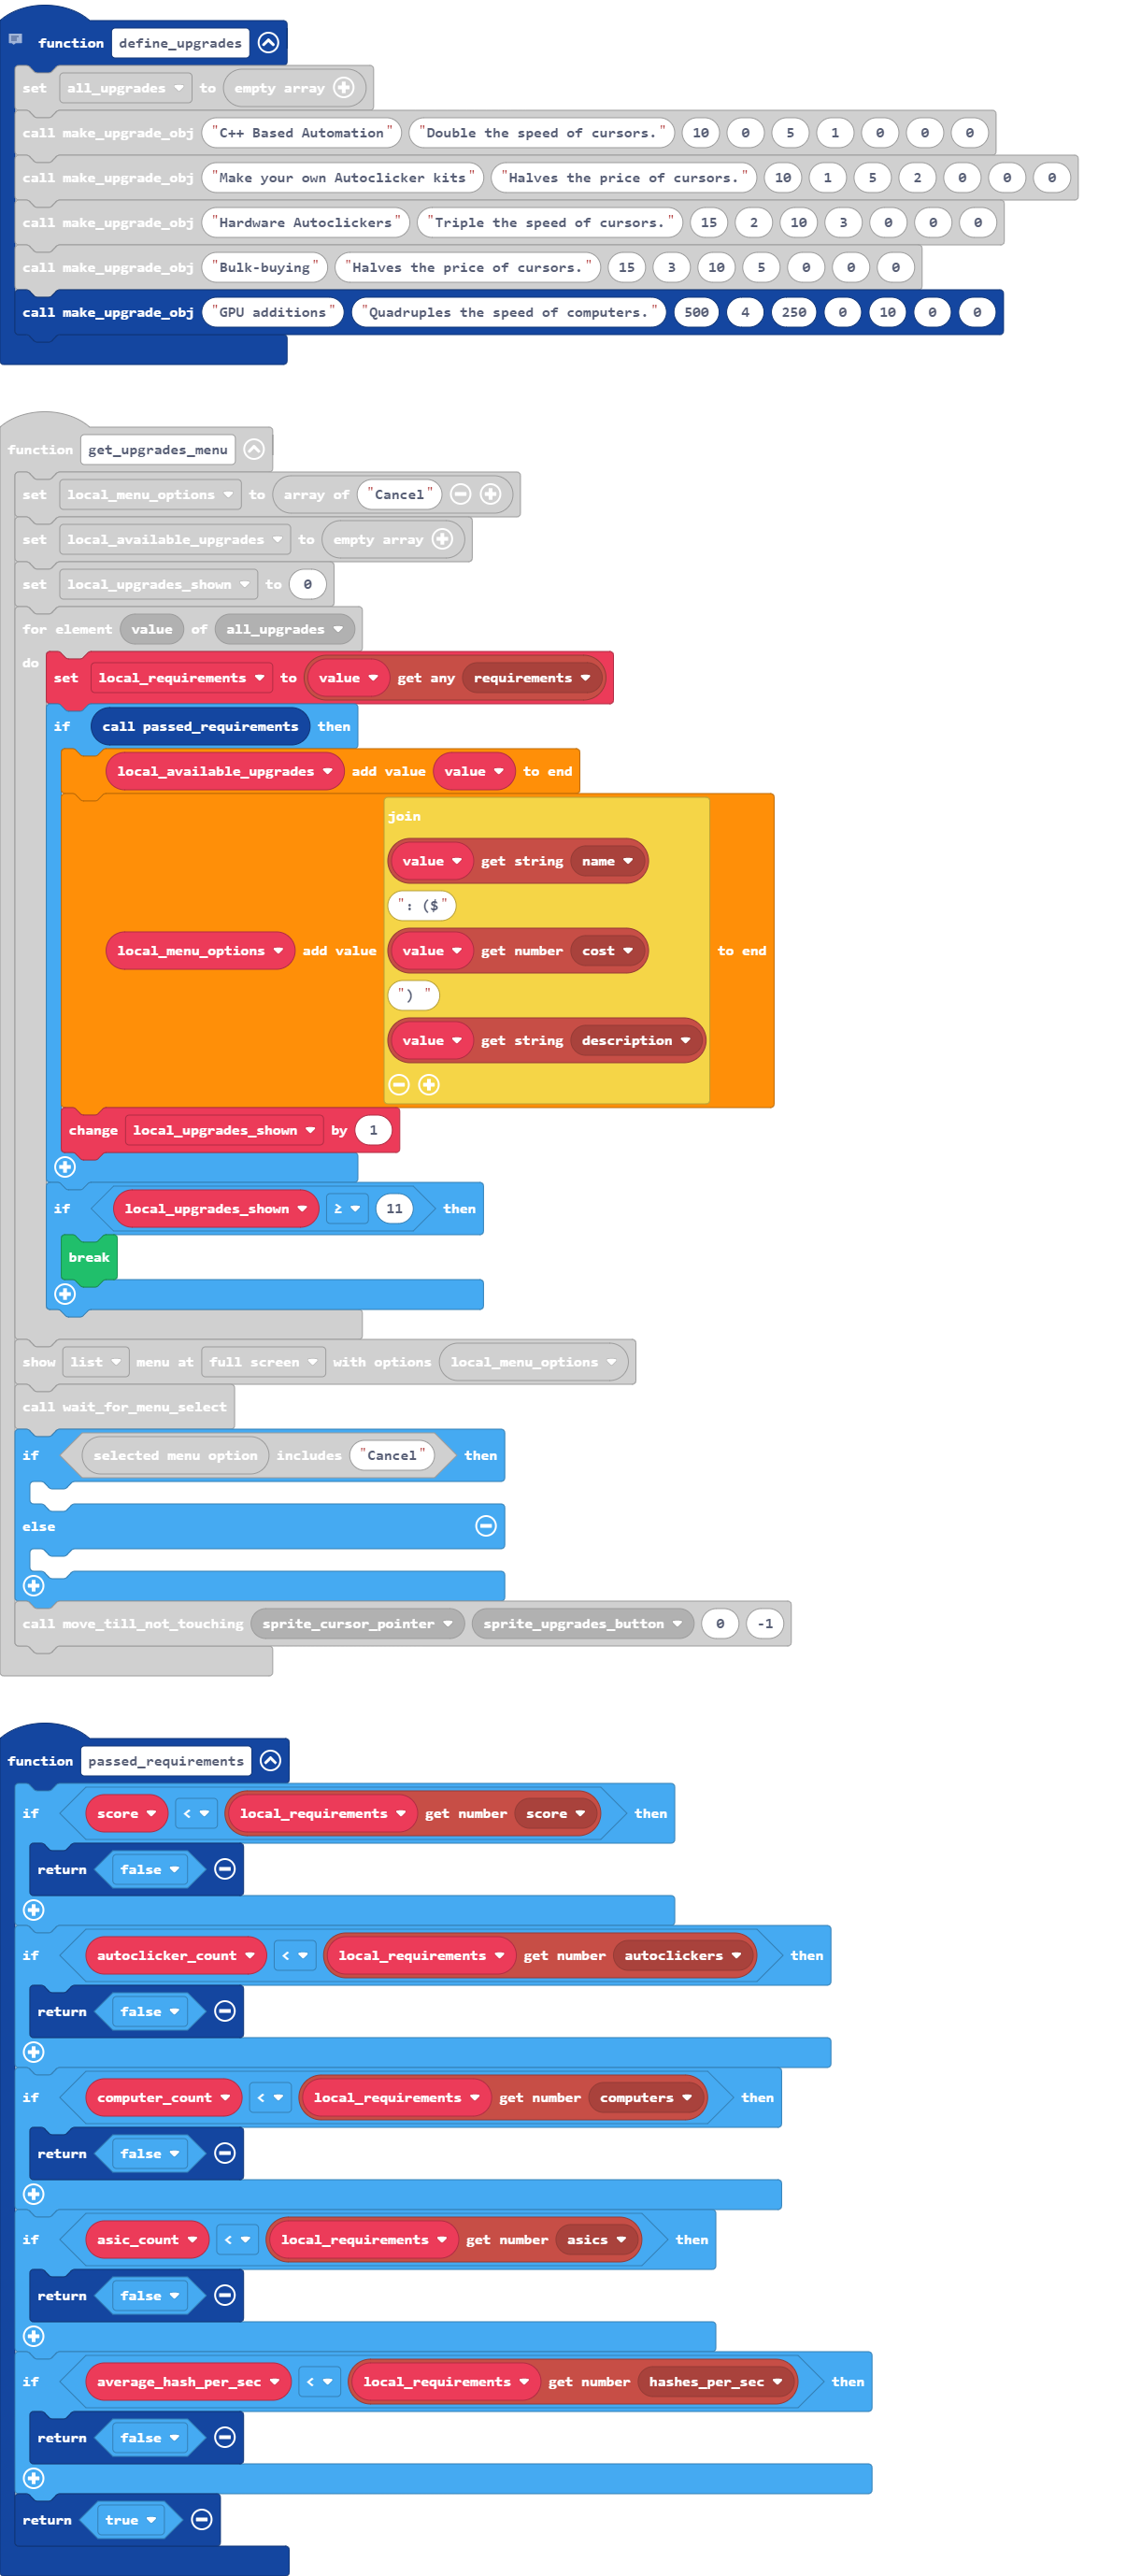 function define_upgrades
set all_upgrades to empty array
call make_upgrade_obj "C++ Based Automation" "Double the speed of cursors." 10 0 5 1 0 0 0
call make_upgrade_obj "Make your own Autoclicker kits" "Halves the price of cursors." 10 1 5 2 0 0 0
call make_upgrade_obj "Hardware Autoclickers" "Triple the speed of cursors." 15 2 10 3 0 0 0
call make_upgrade_obj "Bulk-buying" "Halves the price of cursors." 15 3 10 5 0 0 0
call make_upgrade_obj "GPU additions" "Quadruples the speed of computers." 500 4 250 0 10 0 0
function get_upgrades_menu
set local_menu_options to array of "Cancel"
set local_available_upgrades to empty array
set local_upgrades_shown to 0
for element value of all_upgrades
do
set local_requirements to value get any requirements
if call passed_requirements then
local_available_upgrades add value value to end
join
value get string name
": ($"
local_menu_options add value value get number cost to end
") "
value get string description
change local_upgrades_shown by 1
if local_upgrades_shown ≥ 11 then
break
show list menu at full screen with options local_menu_options
call wait_for_menu_select
if selected menu option includes "Cancel" then
else
call move_till_not_touching sprite_cursor_pointer sprite_upgrades_button 0 -1
function passed_requirements
if score < local_requirements get number score then
return false
if autoclicker_count < local_requirements get number autoclickers then
return false
if computer_count < local_requirements get number computers then
return false
if asic_count < local_requirements get number asics then
return false
if average_hash_per_sec < local_requirements get number hashes_per_sec then
return false
return true